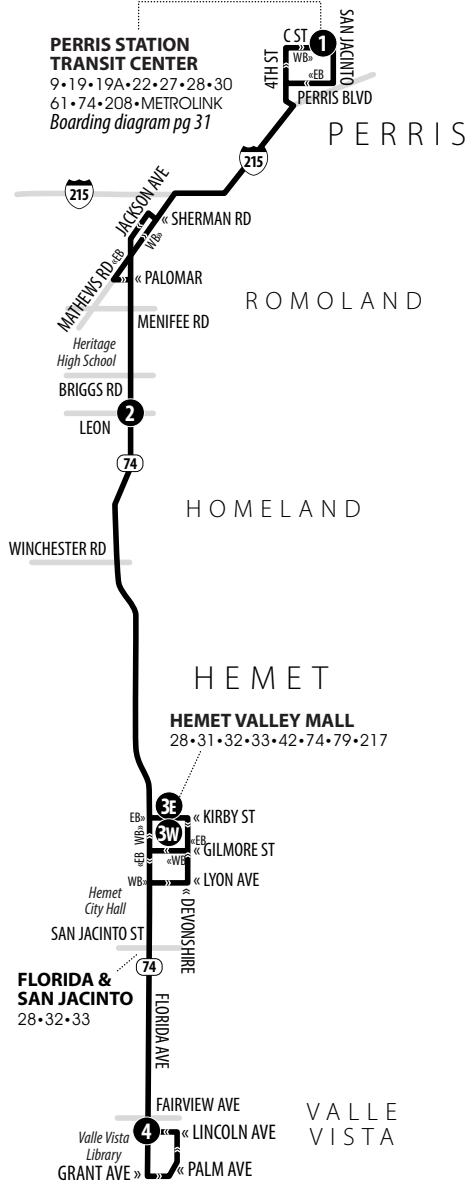 PERRIS STATION
TRANSIT CENTER
9•19•19A•22•27•28•30
61•74•208•METROLINK
Boarding diagram pg 31
C ST
1
SAN JACINTO
4TH ST
WB»
«EB
PERRIS BLVD
PERRIS
215
215
JACKSON AVE
« SHERMAN RD
MATHEWS RD
«EB
WB»
« PALOMAR
ROMOLAND
MENIFEE RD
Heritage
High School
BRIGGS RD
2
LEON
74
HOMELAND
WINCHESTER RD
HEMET
HEMET VALLEY MALL
28•31•32•33•42•74•79•217
3E
EB»
« KIRBY ST
WB»
3W
«EB
« GILMORE ST
«EB
«WB
WB»
« LYON AVE
Hemet
City Hall
« DEVONSHIRE
SAN JACINTO ST
74
FLORIDA &
SAN JACINTO
28•32•33
FLORIDA AVE
FAIRVIEW AVE
VALLE
VISTA
4
« LINCOLN AVE
Valle Vista
Library
GRANT AVE »
« PALM AVE